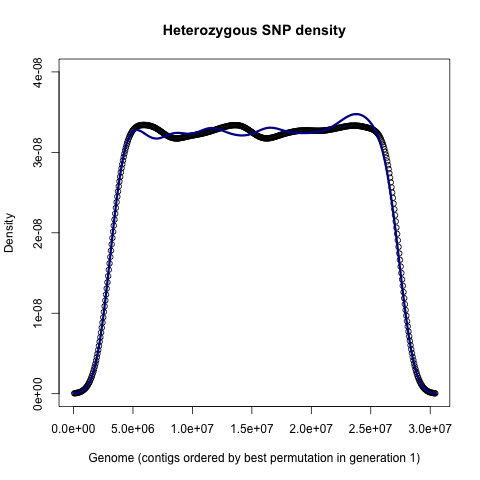 Heterozygous SNP density
Density
4e-08
3e-08
2e-08
1e-08
0e+00
0.0e+00 5.0e+06 1.0e+07 1.5e+07 2.0e+07 2.5e+07 3.0e+07
Genome (contigs ordered by best permutation in generation 1)